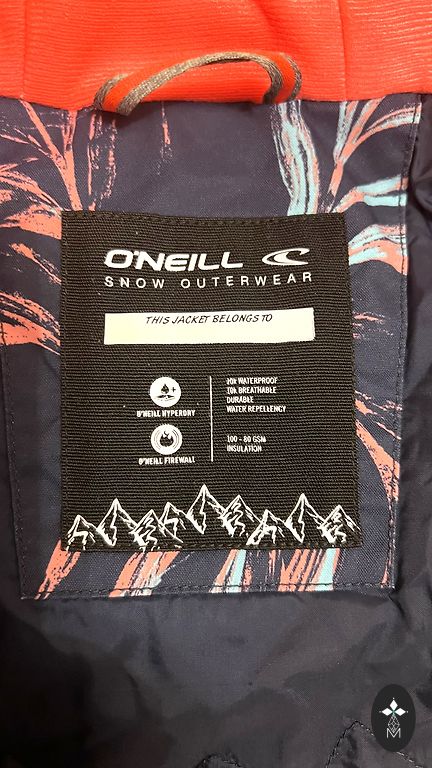 O'NEILL
SNOW OUTERWEAR
THIS JACKET BELONGS TO
O'NEILL HYPERDRY
10K WATERPROOF
10K BREATHABLE
DURABLE
WATER REPELLENCY
O'NEILL FIREWALL
100 - 80 GSM
INSULATION
M